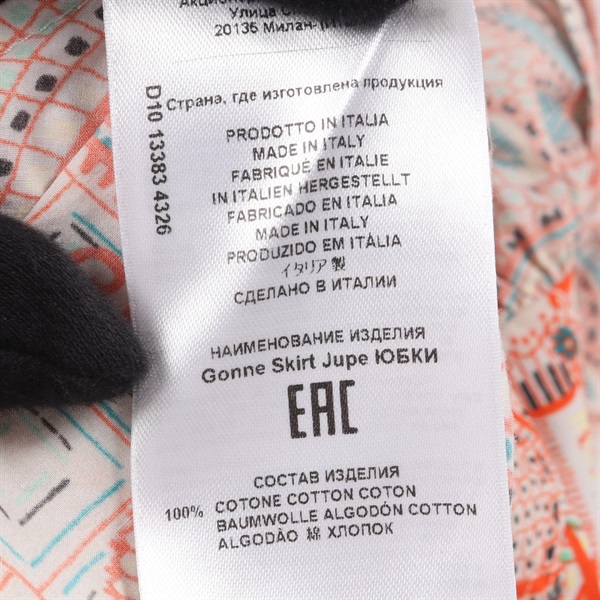 Улица С
20135 Милан-(И
Страна, где изготовлена продукция
PRODOTTO IN ITALIA
MADE IN ITALY
FABRIQUÉ EN ITALIE
IN ITALIEN HERGESTELLT
FABRICADO EN ITALIA
MADE IN ITALY
PRODUZIDO EM ITÀLIA
イタリア製
СДЕЛАНО В ИТАЛИИ
D10 13383 4326
НАИМЕНОВАНИЕ ИЗДЕЛИЯ
Gonne Skirt Jupe ЮБКИ
EAC
СОСТАВ ИЗДЕЛИЯ
100% COTONE COTTON COTON
BAUMWOLLE ALGODÓN COTTON
ALGODÃO 綿 ХЛОПОК